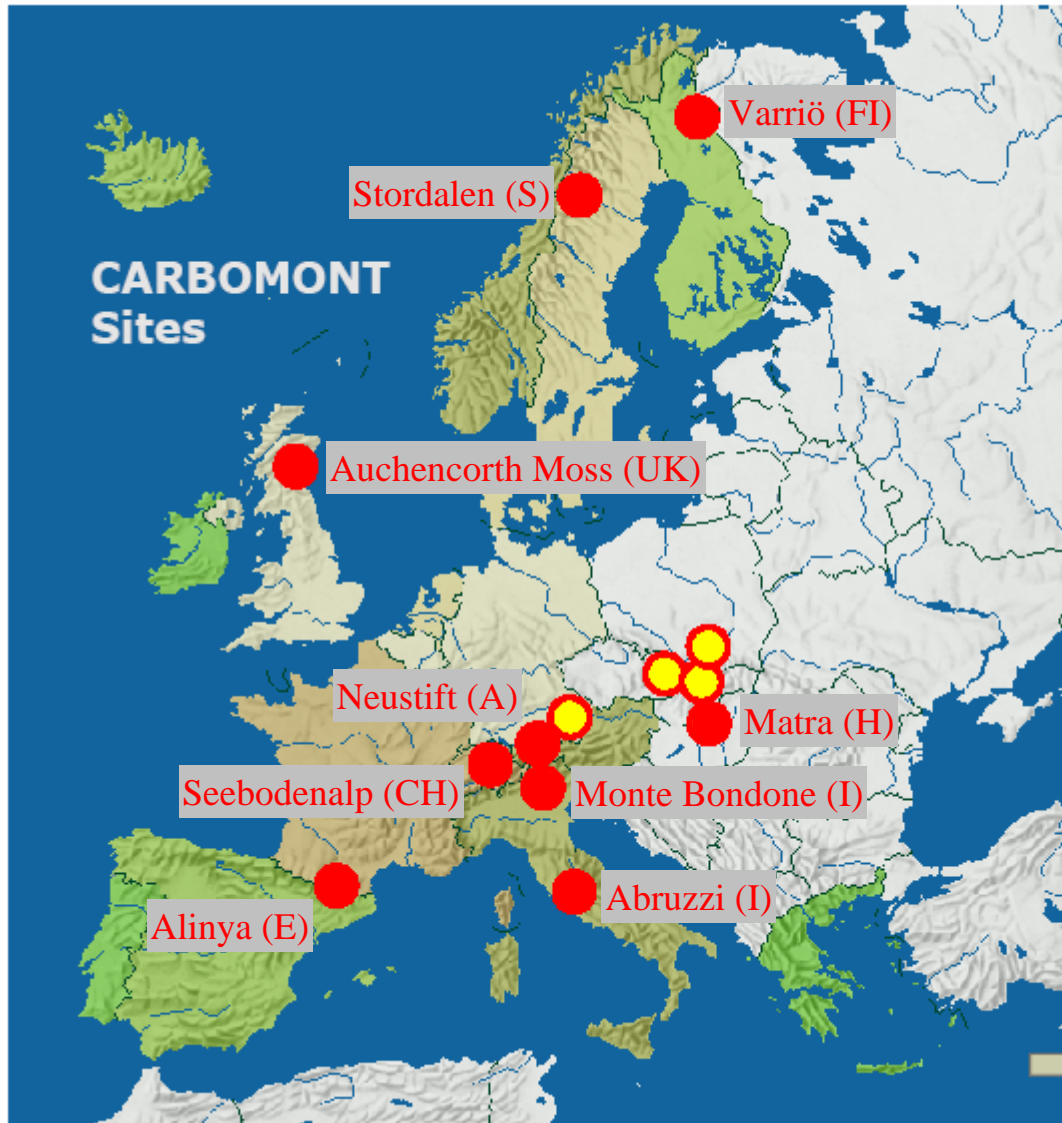 Varriö (FI)
Stordalen (S)
CARBOMONT
Sites
Auchencorth Moss (UK)
Neustift (A)
Matra (H)
Seebodenalp (CH)
Monte Bondone (I)
Abruzzi (I)
Alinya (E)